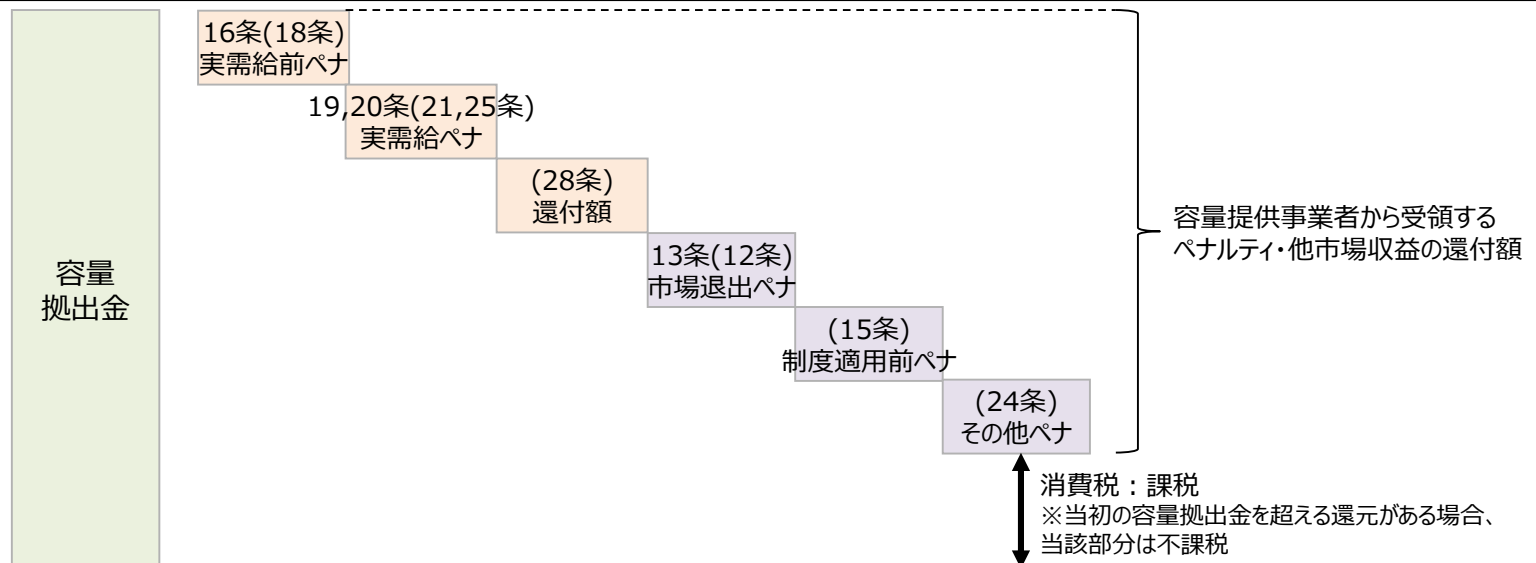 16条(18条)
実需給前ペナ
19,20条(21,25条)
実需給ペナ
(28条)
還付額
13条(12条)
市場退出ペナ
(15条)
制度適用前ペナ
(24条)
その他ペナ
容量
拠出金
容量提供事業者から受領する
ペナルティ・他市場収益の還付額
消費税：課税
※当初の容量拠出金を超える還元がある場合、
当該部分は不課税